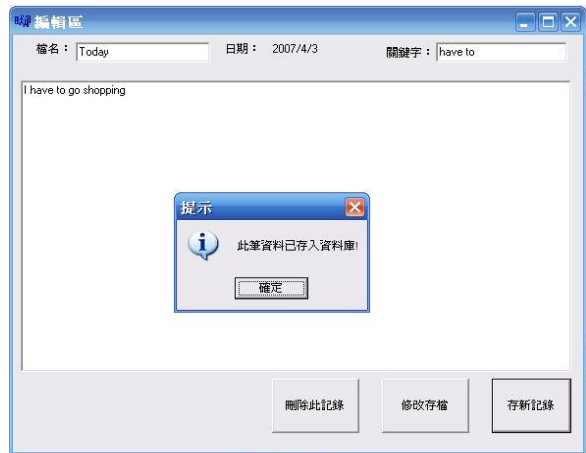 編輯區
檔名： Today 日期： 2007/4/3 關鍵字： have to
I have to go shopping
提示
此筆資料已存入資料庫!
確定
刪除此記錄 修改存檔 存新記錄